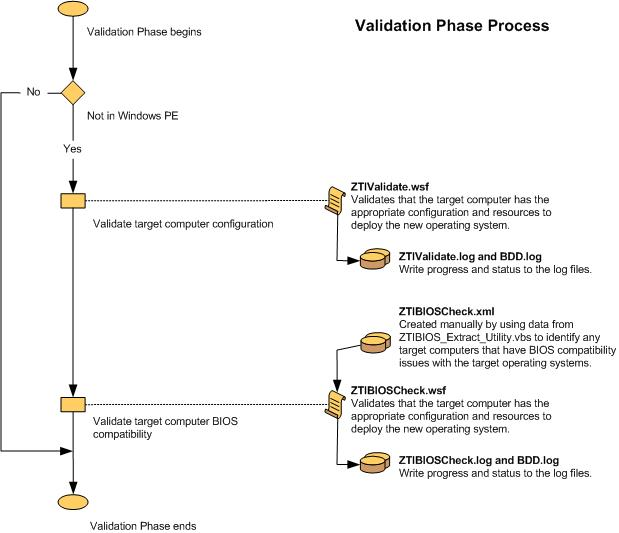 Validation Phase Process
Validation Phase begins
No
Not in Windows PE
Yes
ZTIValidate.wsf
Validates that the target computer has the
appropriate configuration and resources to
deploy the new operating system.
Validate target computer configuration
ZTIValidate.log and BDD.log
Write progress and status to the log files.
ZTIBIOSCheck.xml
Created manually by using data from
ZTIBIOS_Extract_Utility.vbs to identify any
target computers that have BIOS compatibility
issues with the target operating systems.
ZTIBIOSCheck.wsf
Validates that the target computer has the
appropriate configuration and resources to
deploy the new operating system.
Validate target computer BIOS
compatibility
ZTIBIOSCheck.log and BDD.log
Write progress and status to the log files.
Validation Phase ends